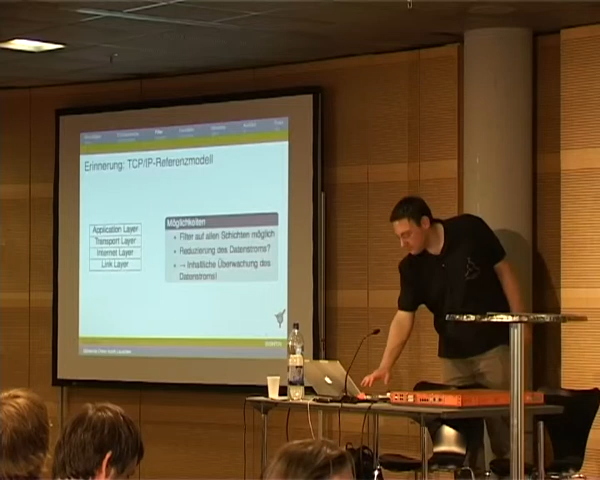 Erinnerung: TCP/IP-Referenzmodell
Application Layer
Transport Layer
Internet Layer
Link Layer
Möglichkeiten
• Filter auf allen Schichten möglich
• Reduzierung des Datenstroms?
• → Inhaltliche Überwachung des
Datenstroms!